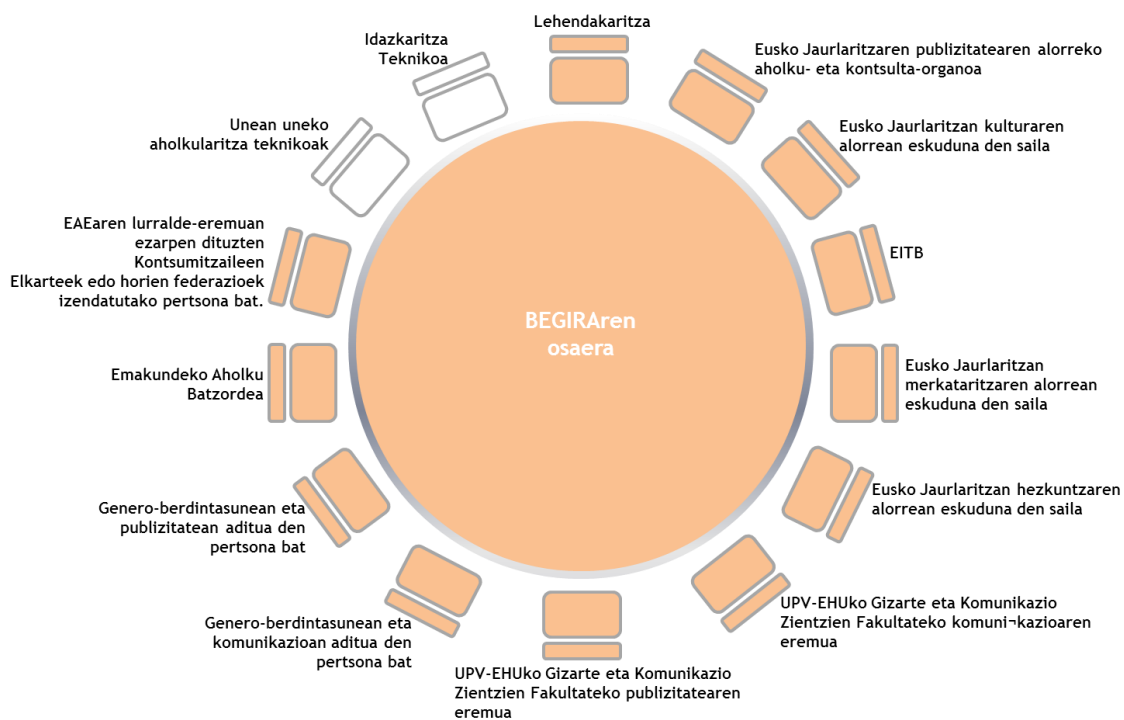 Lehendakaritza
Eusko Jaurlaritzaren publizitatearen alorreko
aholku- eta kontsulta-organoa
Eusko Jaurlaritzan kulturaren
alorrean eskuduna den saila
EITB
Eusko Jaurlaritzan
merkataritzaren alorrean
eskuduna den saila
Eusko Jaurlaritzan hezkuntzaren
alorrean eskuduna den saila
UPV-EHUko Gizarte eta Komunikazio
Zientzien Fakultateko komuni¬kazioaren
eremua
UPV-EHUko Gizarte eta Komunikazio
Zientzien Fakultateko publizitatearen
eremua
Genero-berdintasunean eta
komunikazioan aditua den
pertsona bat
Genero-berdintasunean eta
publizitatean aditua den
pertsona bat
Emakundeko Aholku
Batzordea
EAEaren lurralde-eremuan
ezarpen dituzten
Kontsumitzaileen
Elkarteek edo horien federazioek
izendatutako pertsona bat.
Unean uneko
aholkularitza teknikoak
Idazkaritza
Teknikoa
BEGIRAren
osaera